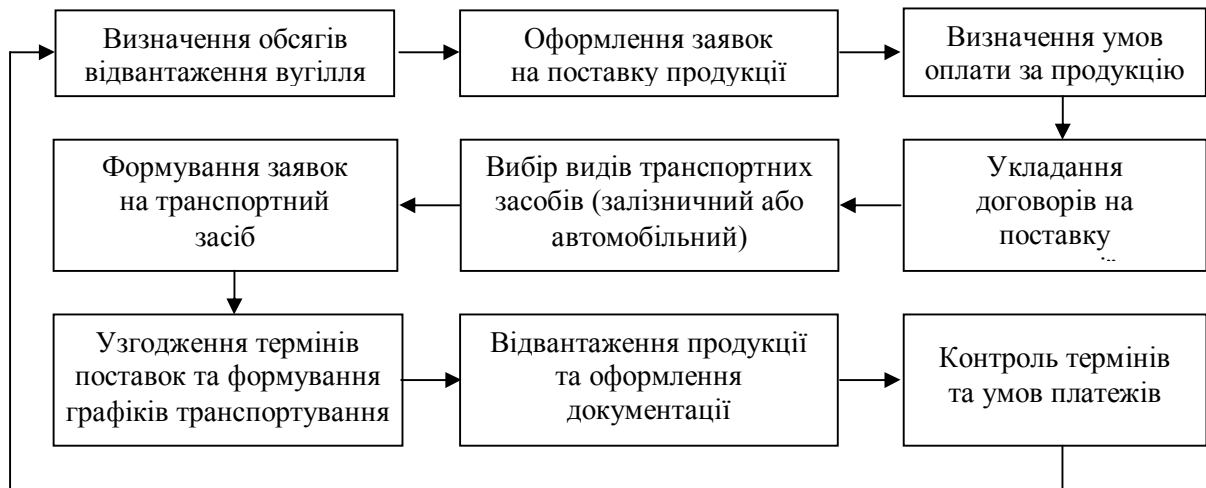 Визначення обсягів
відвантаження вугілля
Оформлення заявок
на поставку продукції
Визначення умов
оплати за продукцію
Формування заявок
на транспортний
засіб
Вибір видів транспортних
засобів (залізничний або
автомобільний)
Укладання
договорів на
поставку
Узгодження термінів
поставок та формування
графіків транспортування
Відвантаження продукції
та оформлення
документації
Контроль термінів
та умов платежів